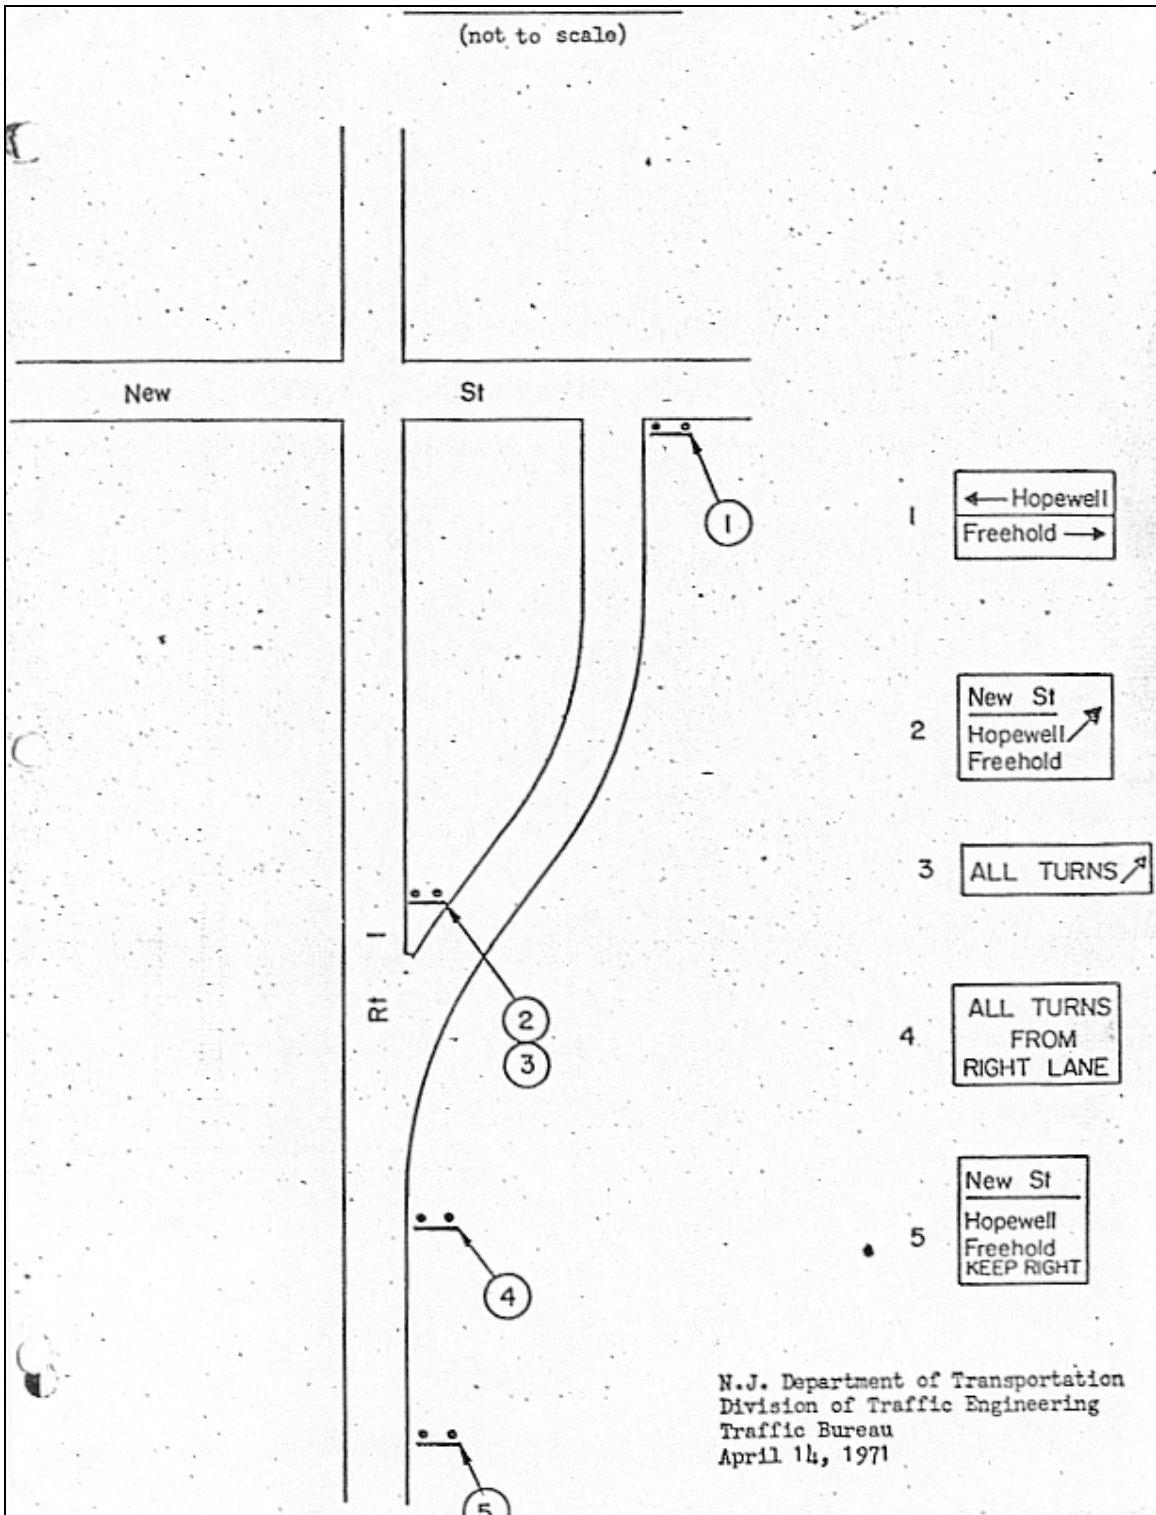 (not to scale)
New St
1
1
← Hopewell
Freehold →
2
New St
Hopewell ↗
Freehold
3
ALL TURNS ↗
Rt 1
2
3
4
ALL TURNS
FROM
RIGHT LANE
4
5
New St
Hopewell
Freehold
KEEP RIGHT
N.J. Department of Transportation
Division of Traffic Engineering
Traffic Bureau
April 14, 1971
5